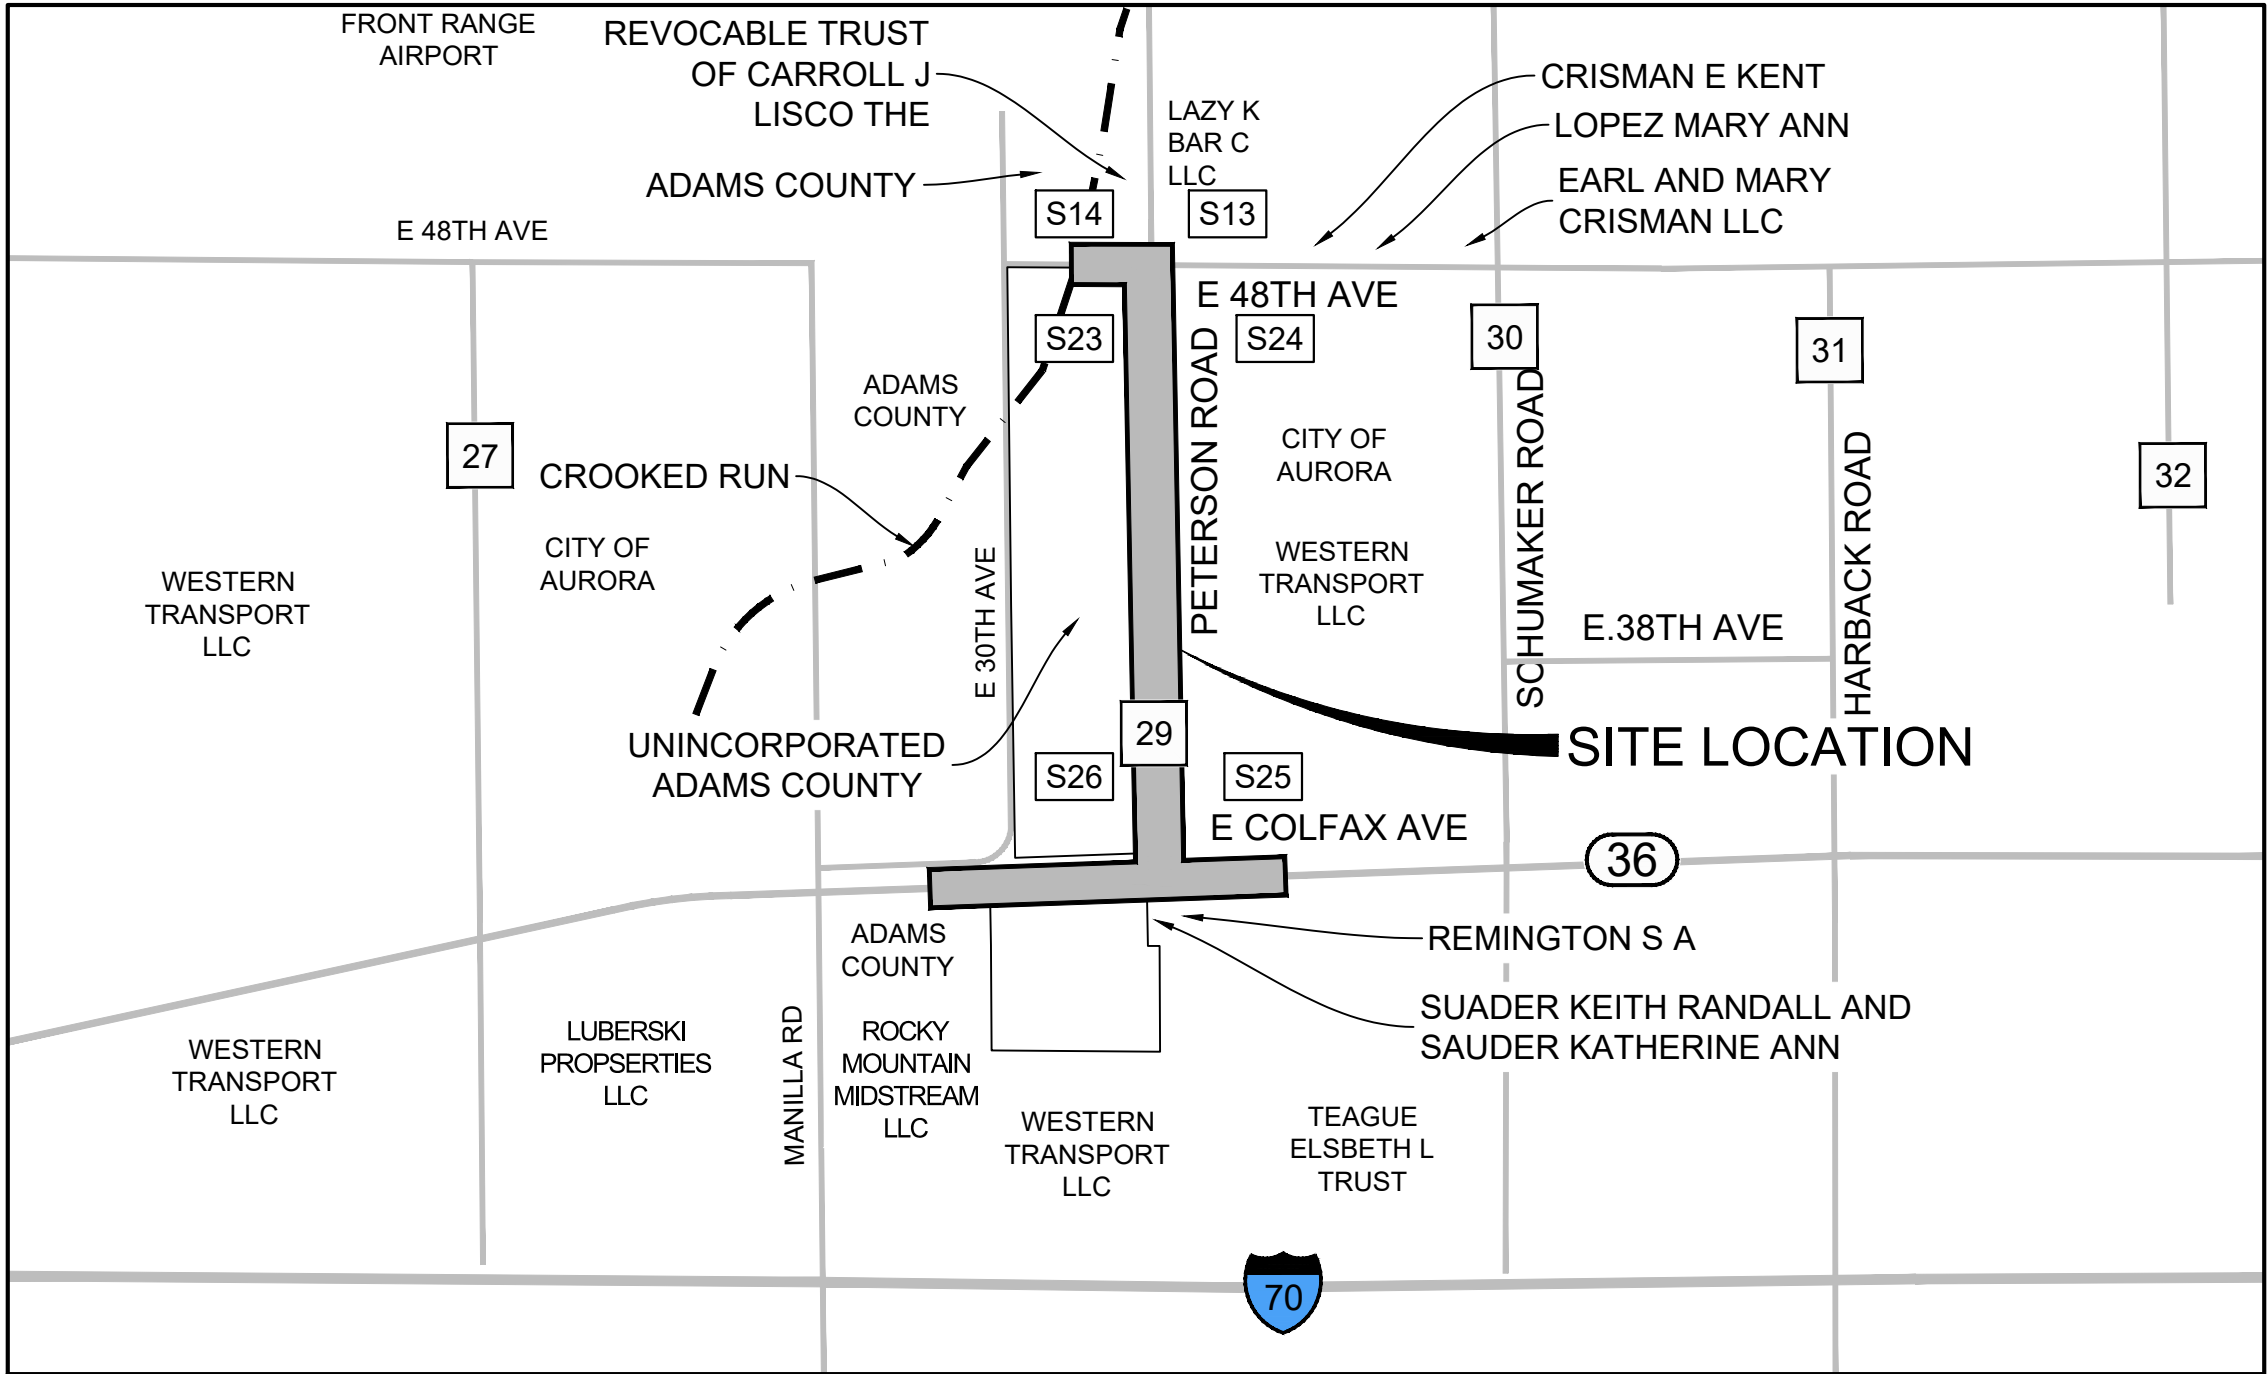 FRONT RANGE
AIRPORT
REVOCABLE TRUST
OF CARROLL J
LISCO THE
ADAMS COUNTY
LAZY K
BAR C
LLC
CRISMAN E KENT
LOPEZ MARY ANN
EARL AND MARY
CRISMAN LLC
S14
S13
E 48TH AVE
E 48TH AVE
S23
S24
30
31
PETERSON ROAD
ADAMS
COUNTY
27
CROOKED RUN
CITY OF
AURORA
SCHUMAKER ROAD
HARBACK ROAD
32
CITY OF
AURORA
WESTERN
TRANSPORT
LLC
WESTERN
TRANSPORT
LLC
E 30TH AVE
E.38TH AVE
UNINCORPORATED
ADAMS COUNTY
29
SITE LOCATION
S26
S25
E COLFAX AVE
36
ADAMS
COUNTY
REMINGTON S A
SUADER KEITH RANDALL AND
SAUDER KATHERINE ANN
WESTERN
TRANSPORT
LLC
LUBERSKI
PROPSERTIES
LLC
MANILLA RD
ROCKY
MOUNTAIN
MIDSTREAM
LLC
WESTERN
TRANSPORT
LLC
TEAGUE
ELSBETH L
TRUST
70